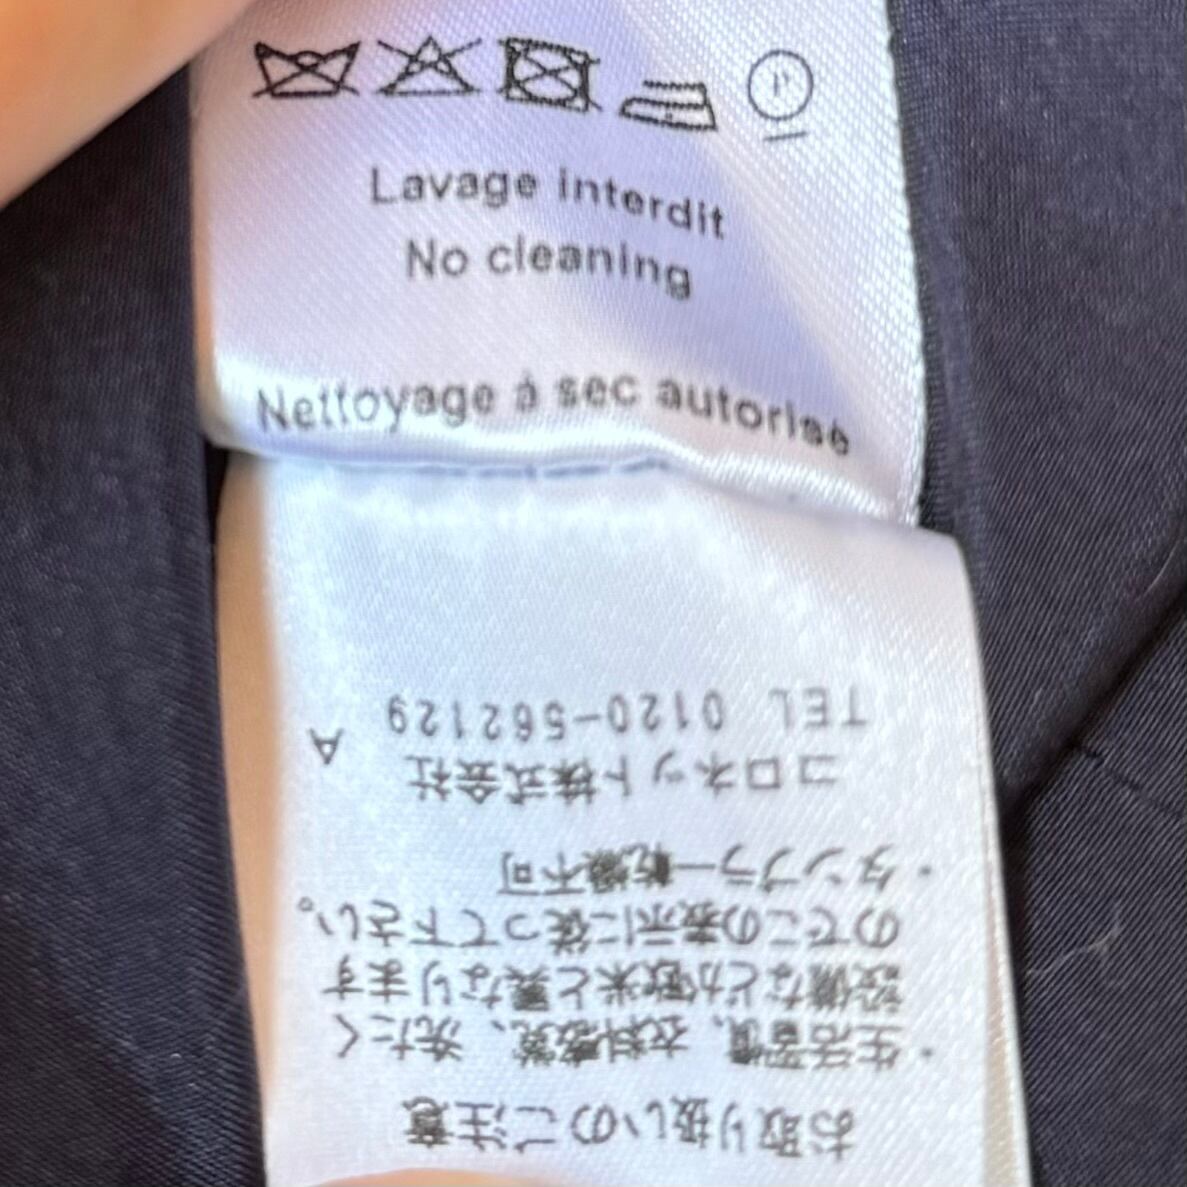 Lavage interdit
No cleaning
Nettoyage à sec autorisé
お取り扱いのご注意
・生活習慣、衣料感覚、洗たく
設備などが欧米と異なります
のでこの表示に従って下さい。
・タンブラー乾燥不可
コロネット株式会社
A
TEL 0120-562129